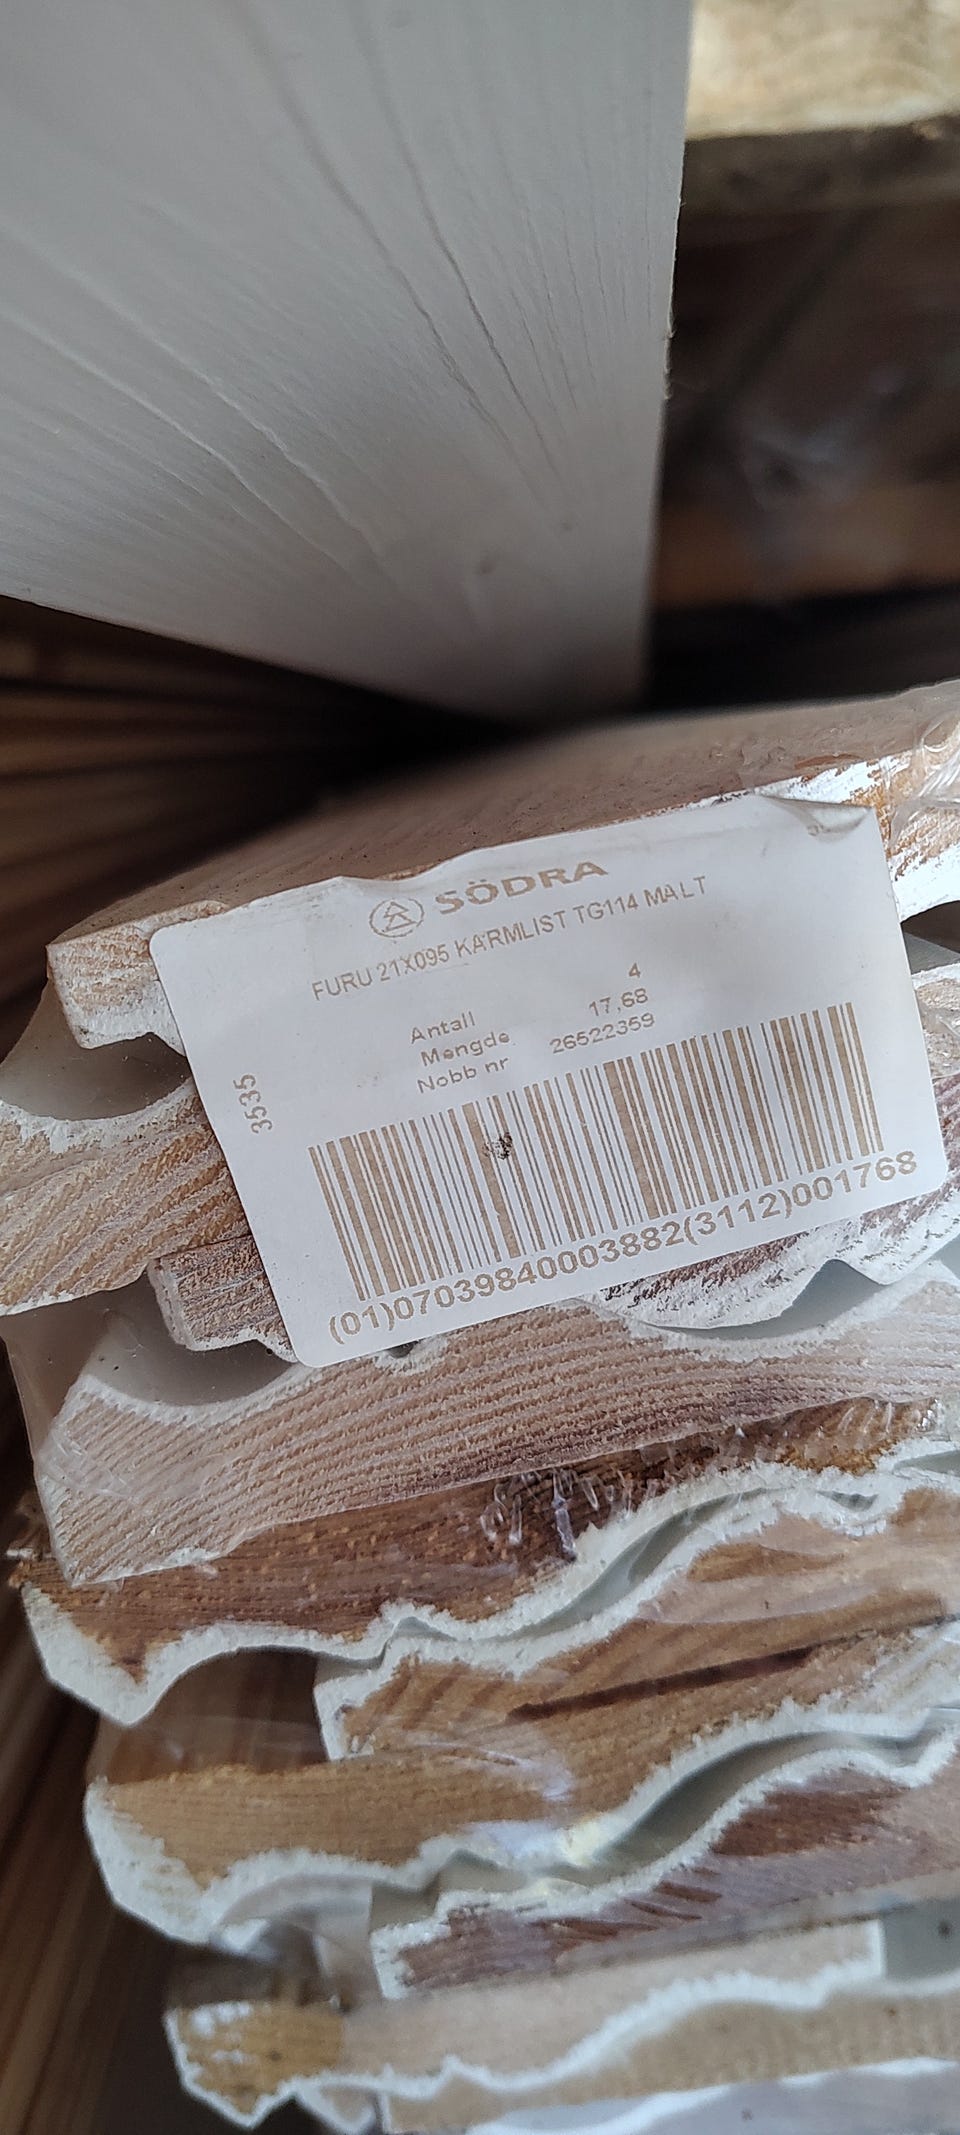 SÖDRA
FURU 21X095 KARMLIST TG114 MALT
Antall 4
Mengde 17,68
Nobb nr 26522359
3535
(01)07039840003882(3112)001768